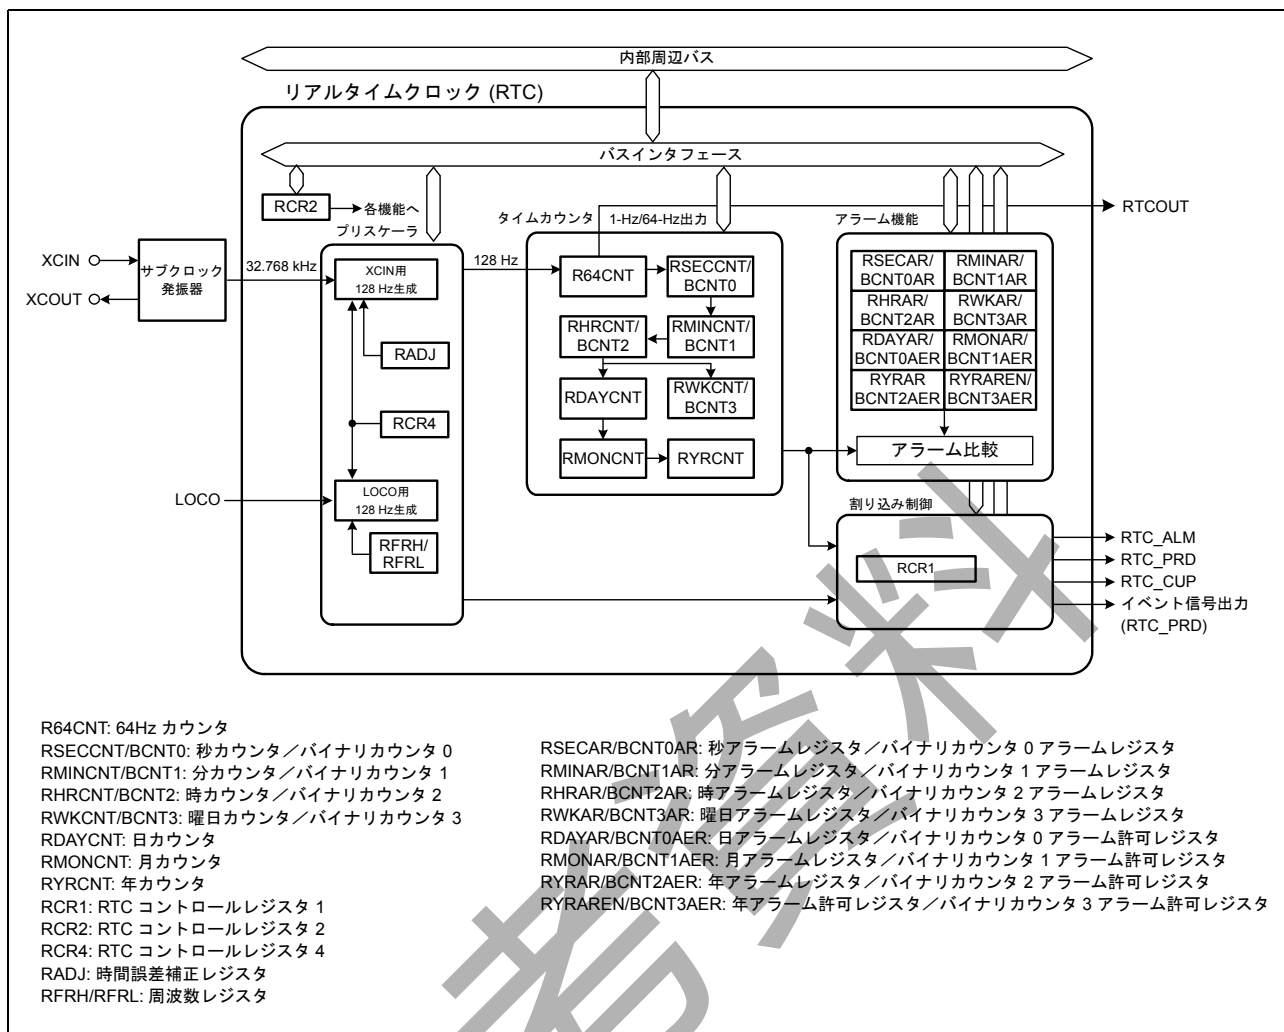 内部周辺バス
リアルタイムクロック (RTC)
バスインタフェース
RCR2
各機能へ
プリスケーラ
タイムカウンタ
1-Hz/64-Hz出力
アラーム機能
RTCOUT
XCIN
XCOUT
サブクロック
発振器
32.768 kHz
XCIN用
128 Hz生成
RADJ
RCR4
LOCO
LOCO用
128 Hz生成
RFRH/
RFRL
128 Hz
R64CNT
RSECCNT/
BCNT0
RHRCNT/
BCNT2
RMINCNT/
BCNT1
RDAYCNT
RWKCNT/
BCNT3
RMONCNT
RYRCNT
RSECAR/
BCNT0AR
RMINAR/
BCNT1AR
RHRAR/
BCNT2AR
RWKAR/
BCNT3AR
RDAYAR/
BCNT0AER
RMONAR/
BCNT1AER
RYRAR
BCNT2AER
RYRAREN/
BCNT3AER
アラーム比較
割り込み制御
RCR1
RTC_ALM
RTC_PRD
RTC_CUP
イベント信号出力
(RTC_PRD)
R64CNT: 64Hz カウンタ
RSECCNT/BCNT0: 秒カウンタ／バイナリカウンタ 0
RMINCNT/BCNT1: 分カウンタ／バイナリカウンタ 1
RHRCNT/BCNT2: 時カウンタ／バイナリカウンタ 2
RWKCNT/BCNT3: 曜日カウンタ／バイナリカウンタ 3
RDAYCNT: 日カウンタ
RMONCNT: 月カウンタ
RYRCNT: 年カウンタ
RCR1: RTC コントロールレジスタ 1
RCR2: RTC コントロールレジスタ 2
RCR4: RTC コントロールレジスタ 4
RADJ: 時間誤差補正レジスタ
RFRH/RFRL: 周波数レジスタ
RSECAR/BCNT0AR: 秒アラームレジスタ／バイナリカウンタ 0 アラームレジスタ
RMINAR/BCNT1AR: 分アラームレジスタ／バイナリカウンタ 1 アラームレジスタ
RHRAR/BCNT2AR: 時アラームレジスタ／バイナリカウンタ 2 アラームレジスタ
RWKAR/BCNT3AR: 曜日アラームレジスタ／バイナリカウンタ 3 アラームレジスタ
RDAYAR/BCNT0AER: 日アラームレジスタ／バイナリカウンタ 0 アラーム許可レジスタ
RMONAR/BCNT1AER: 月アラームレジスタ／バイナリカウンタ 1 アラーム許可レジスタ
RYRAR/BCNT2AER: 年アラームレジスタ／バイナリカウンタ 2 アラーム許可レジスタ
RYRAREN/BCNT3AER: 年アラーム許可レジスタ／バイナリカウンタ 3 アラーム許可レジスタ
考資料